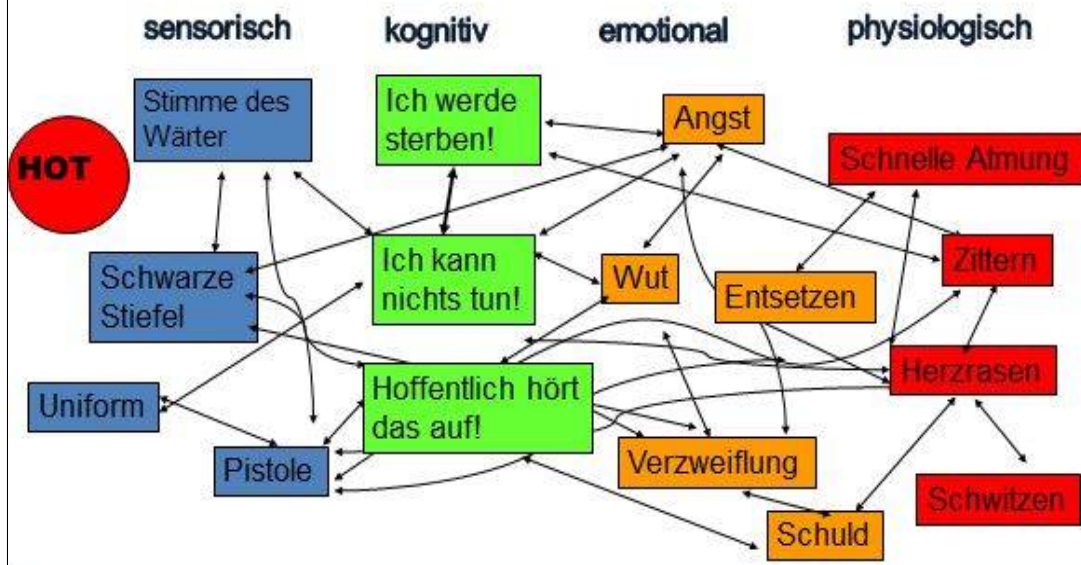 sensorisch kognitiv emotional physiologisch
HOT
Stimme des
Wärter
Schwarze
Stiefel
Uniform
Pistole
Ich werde
sterben!
Ich kann
nichts tun!
Hoffentlich hört
das auf!
Angst
Wut
Entsetzen
Verzweiflung
Schuld
Schnelle Atmung
Zittern
Herzrasen
Schwitzen